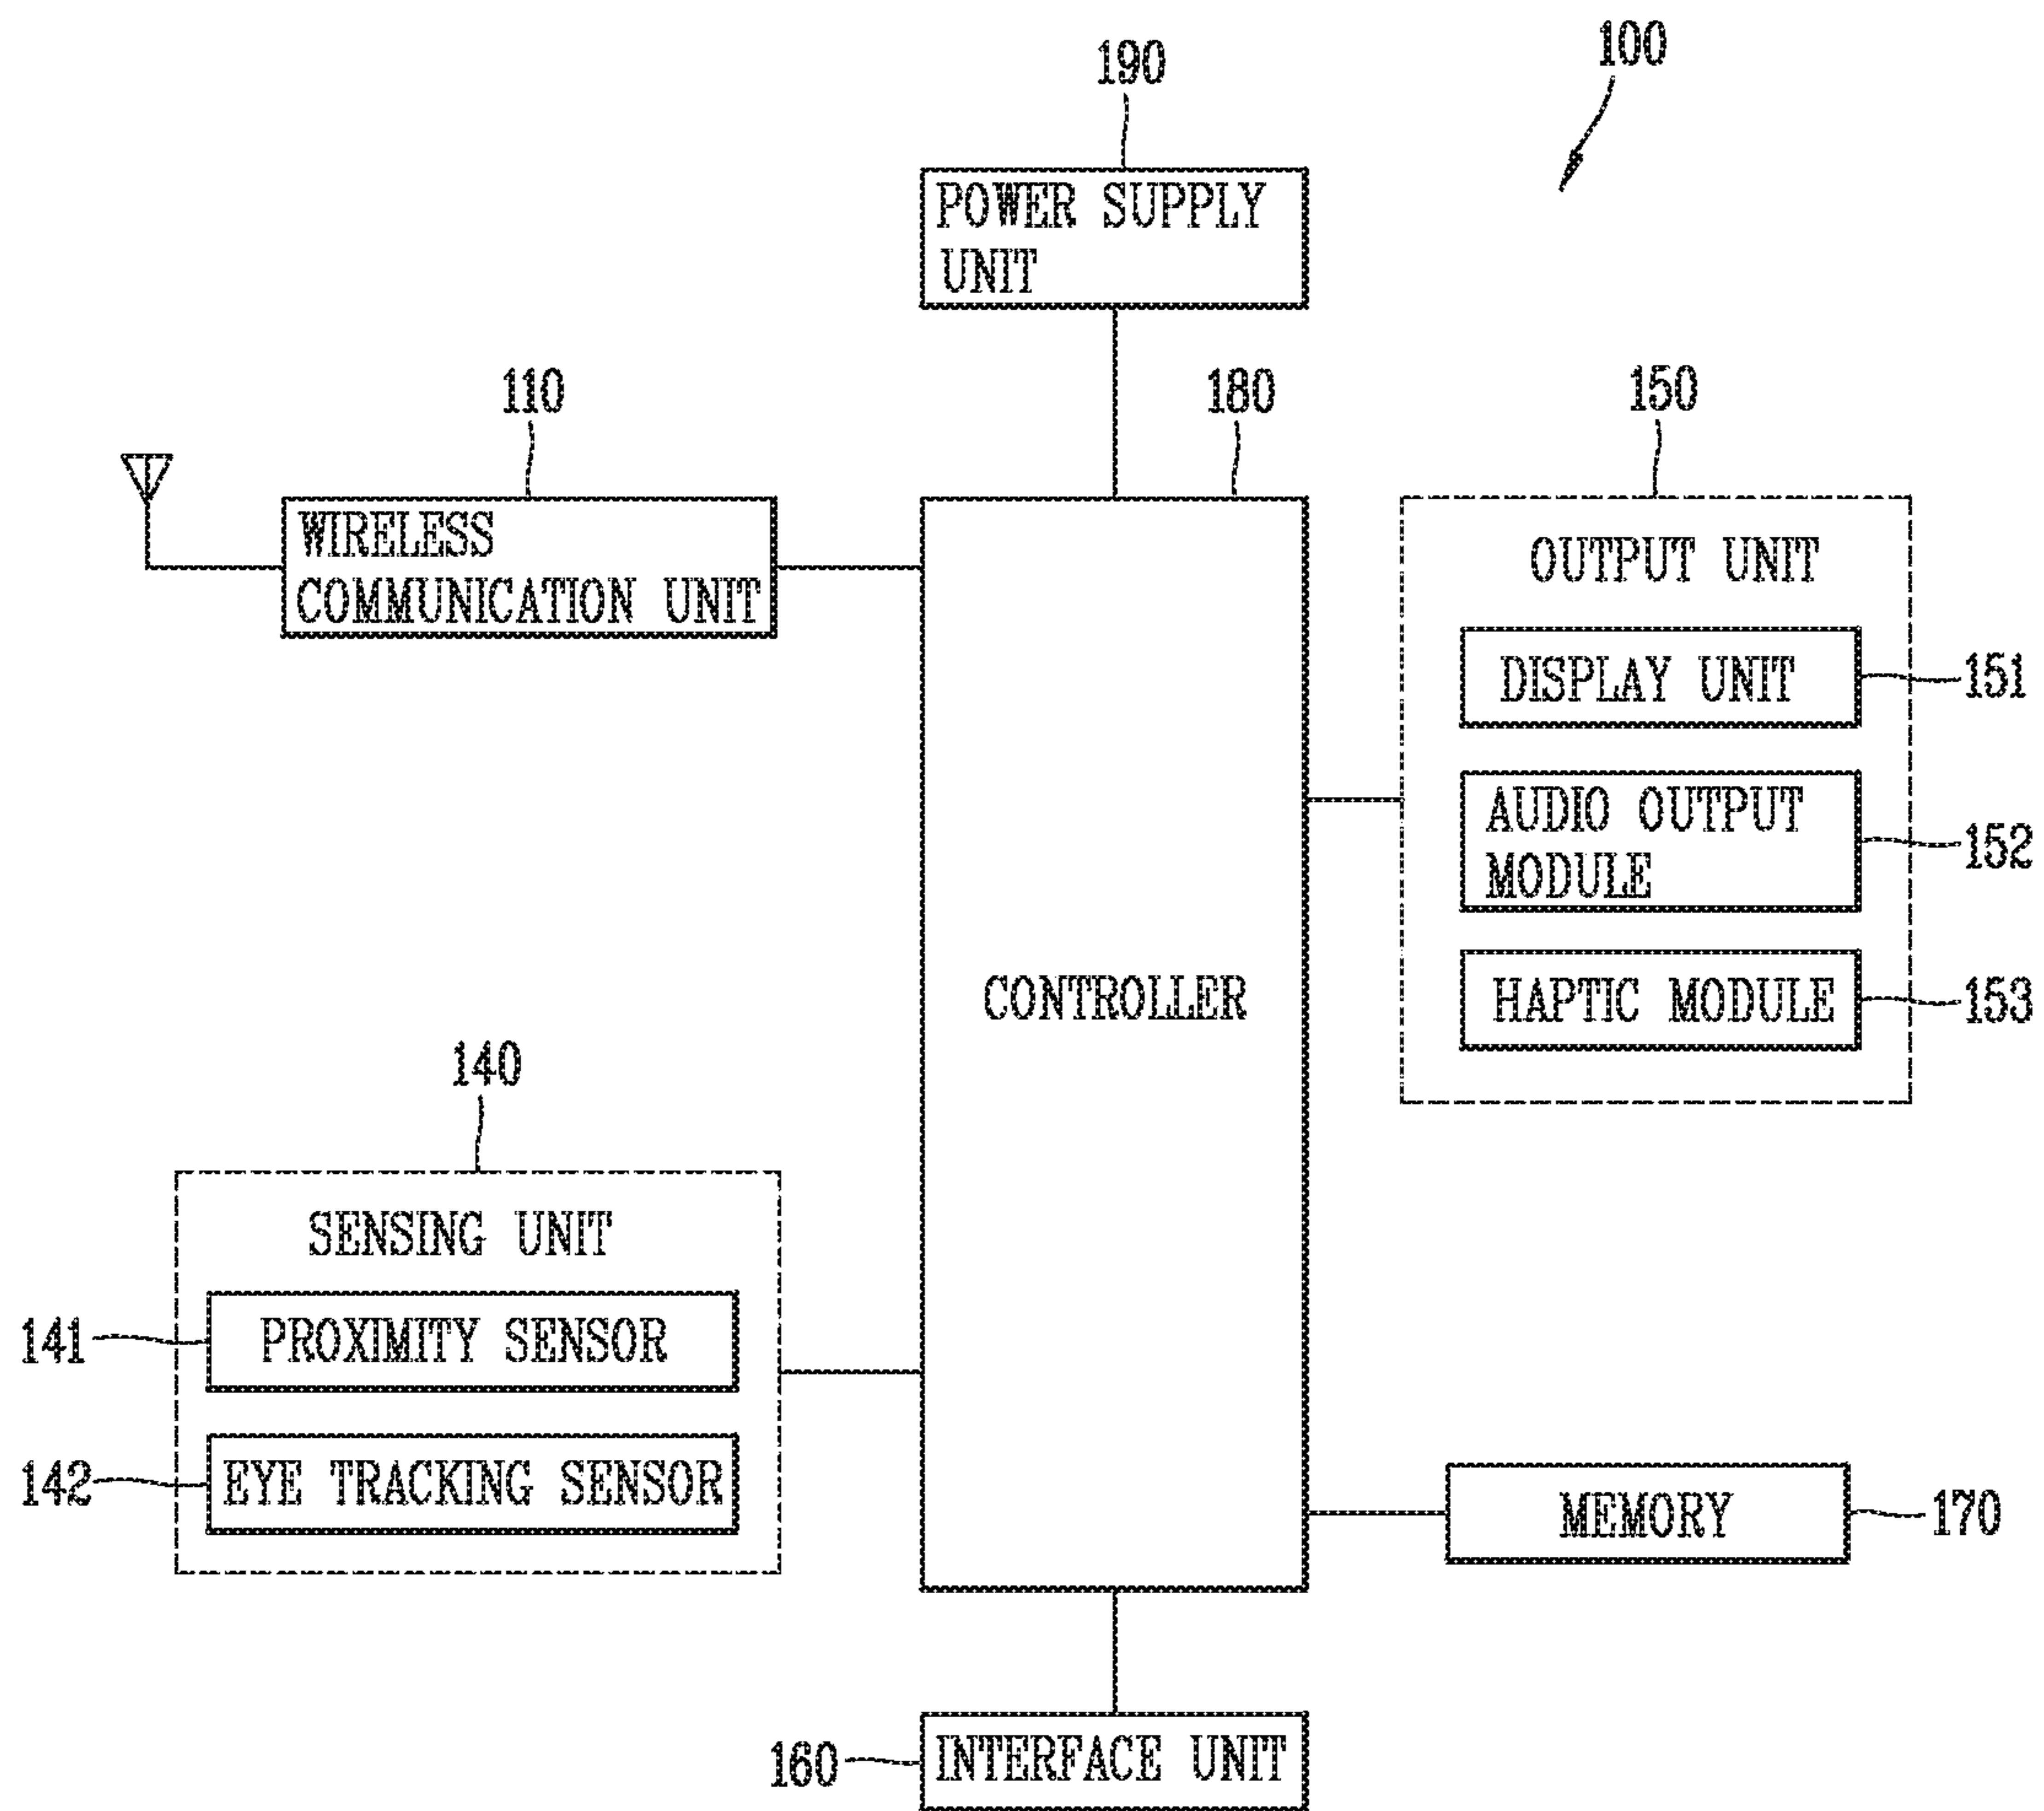 100
190
POWER SUPPLY
UNIT
110
180
150
WIRELESS
COMMUNICATION UNIT
OUTPUT UNIT
DISPLAY UNIT
151
AUDIO OUTPUT
MODULE
152
CONTROLLER
HAPTIC MODULE
153
140
SENSING UNIT
141
PROXIMITY SENSOR
142
EYE TRACKING SENSOR
MEMORY
170
160
INTERFACE UNIT